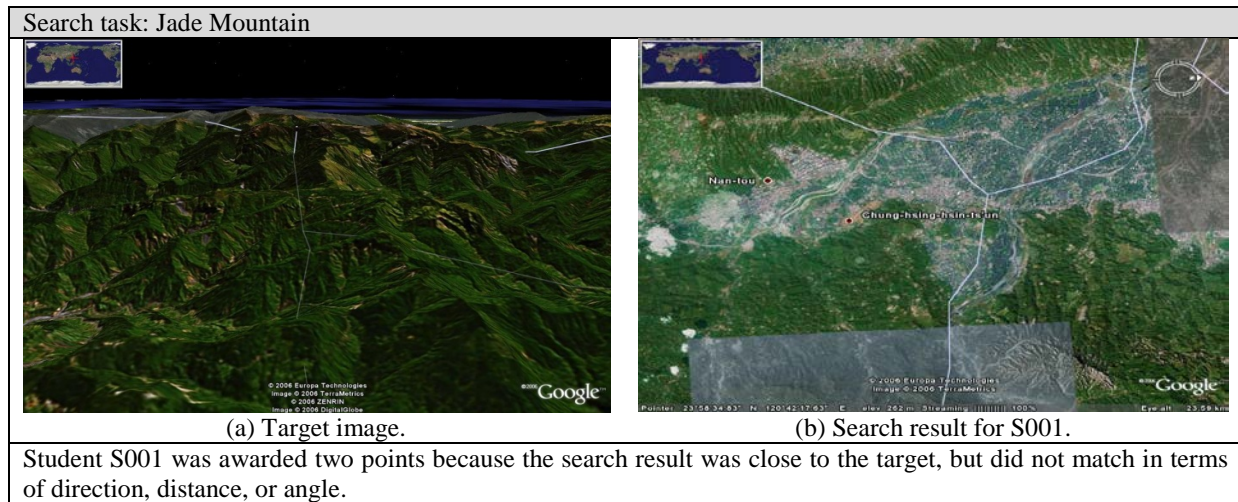 Search task: Jade Mountain
© 2006 Europa Technologies
Image © 2006 TerraMetrics
© 2006 ZENRIN
Image © 2006 DigitalGlobe
Google
(a) Target image.
Nan-tou
Chung-hsing-hsin-ts'un
© 2006 Europa Technologies
Image © 2006 TerraMetrics
Google
Pointer 23°58'34.83" N 120°42'17.63" E elev 262 m Streaming |||||||||| 100% Eye alt 23.59 km
(b) Search result for S001.
Student S001 was awarded two points because the search result was close to the target, but did not match in terms
of direction, distance, or angle.